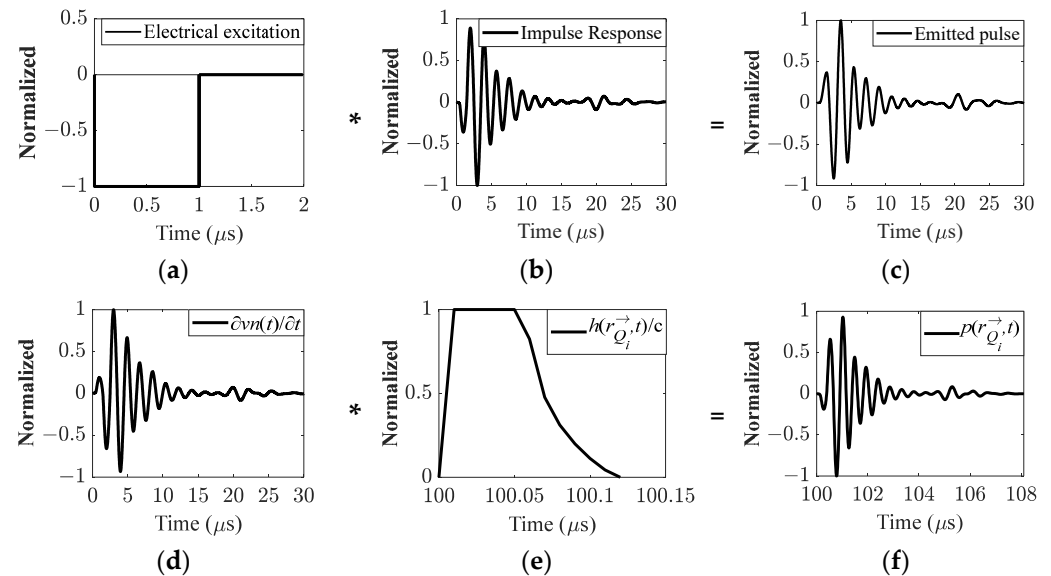 0.5
0
−0.5
−1
Normalized
Electrical excitation
0 0.5 1 1.5 2
Time (μs)
(a)
*
1
0.5
0
-0.5
−1
Normalized
Impulse Response
0 5 10 15 20 25 30
Time (μs)
(b)
=
1
0.5
0
-0.5
−1
Normalized
Emitted pulse
0 5 10 15 20 25 30
Time (μs)
(c)
1
0.5
0
-0.5
−1
Normalized
∂vn(t)/∂t
0 5 10 15 20 25 30
Time (μs)
(d)
*
1
0.5
0
Normalized
h(r⃗Qi,t)/c
100 100.05 100.1 100.15
Time (μs)
(e)
=
1
0.5
0
-0.5
−1
Normalized
p(r⃗Qi,t)
100 102 104 106 108
Time (μs)
(f)